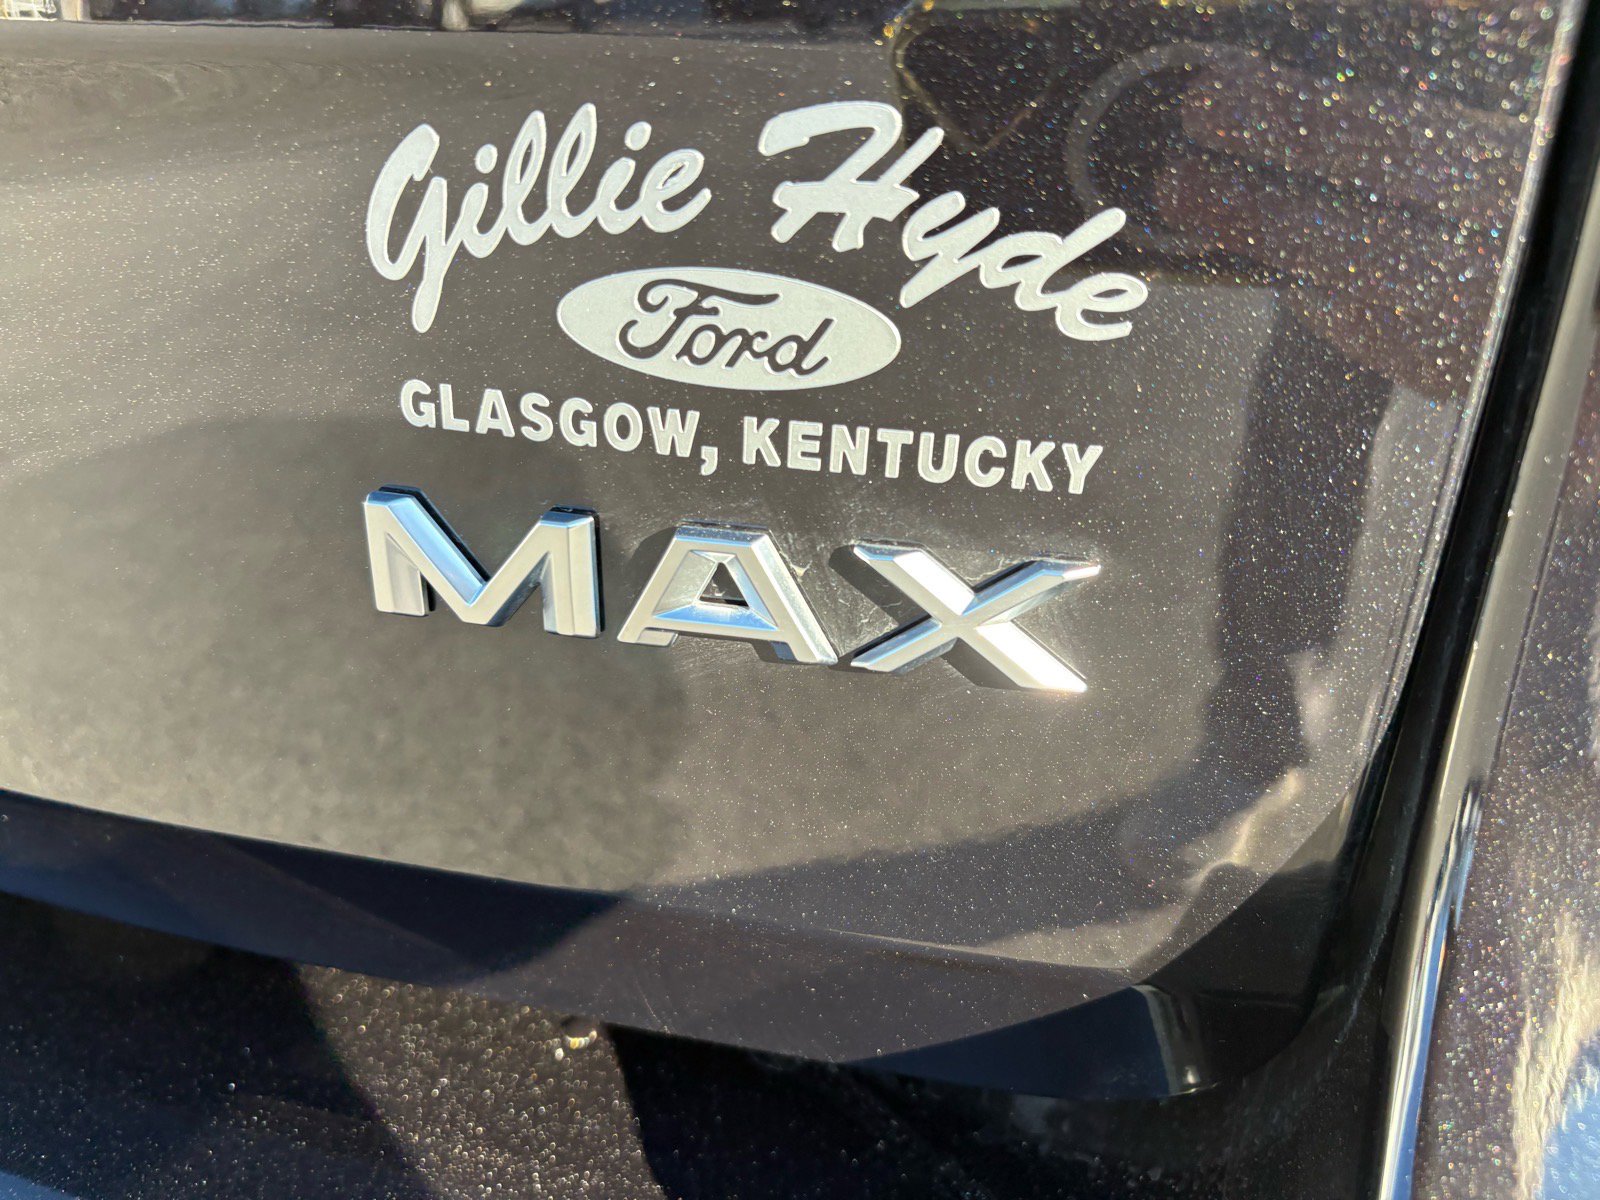 Gillie Hyde
Ford
GLASGOW, KENTUCKY
MAX